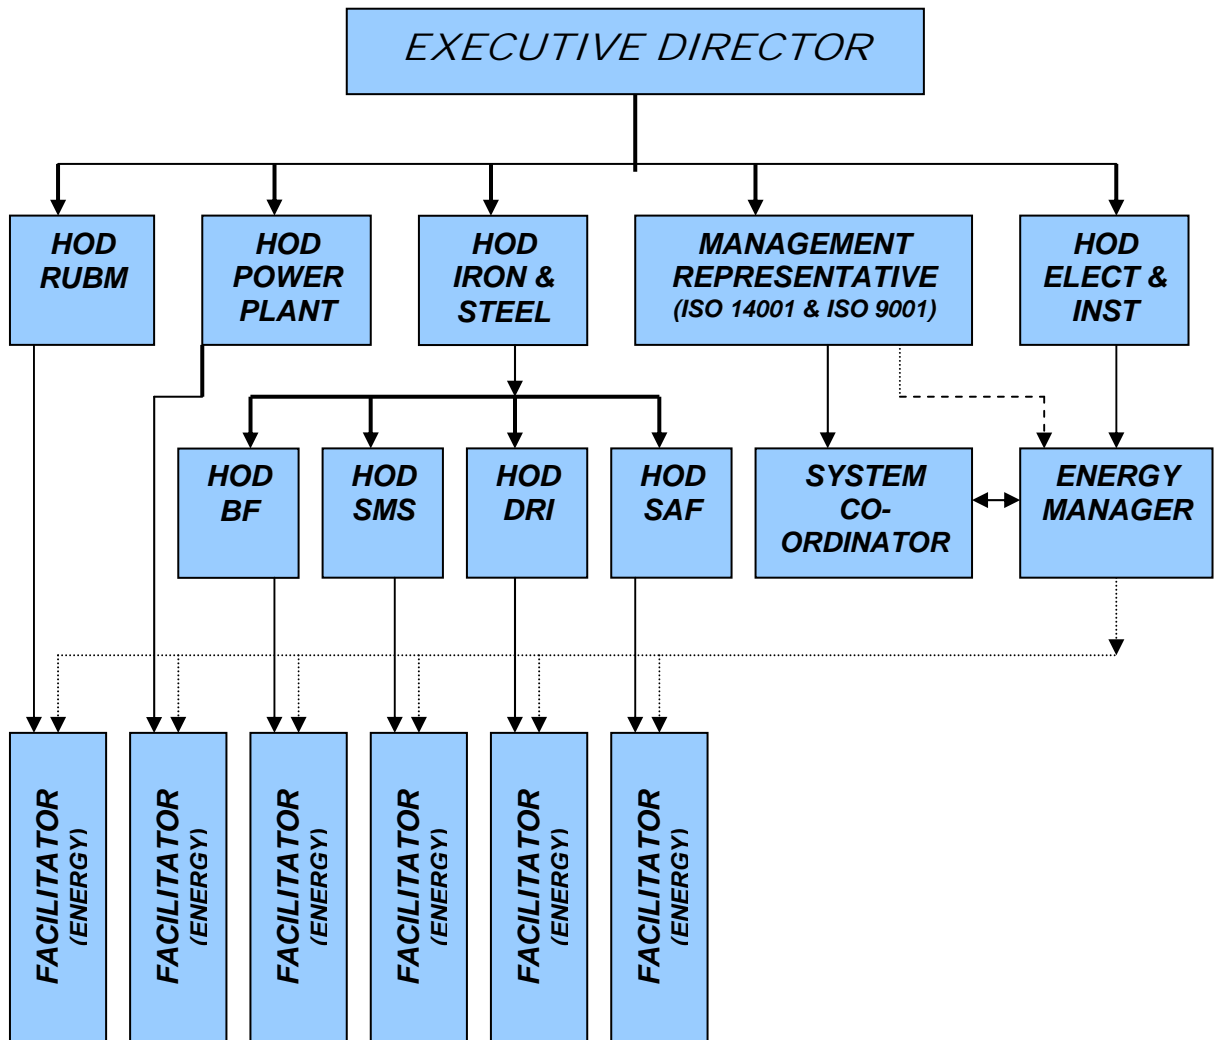 EXECUTIVE DIRECTOR
HOD
RUBM
HOD
POWER
PLANT
HOD
IRON &
STEEL
MANAGEMENT
REPRESENTATIVE
(ISO 14001 & ISO 9001)
HOD
ELECT &
INST
HOD
BF
HOD
SMS
HOD
DRI
HOD
SAF
SYSTEM
CO-
ORDINATOR
ENERGY
MANAGER
FACILITATOR
(ENERGY)
FACILITATOR
(ENERGY)
FACILITATOR
(ENERGY)
FACILITATOR
(ENERGY)
FACILITATOR
(ENERGY)
FACILITATOR
(ENERGY)